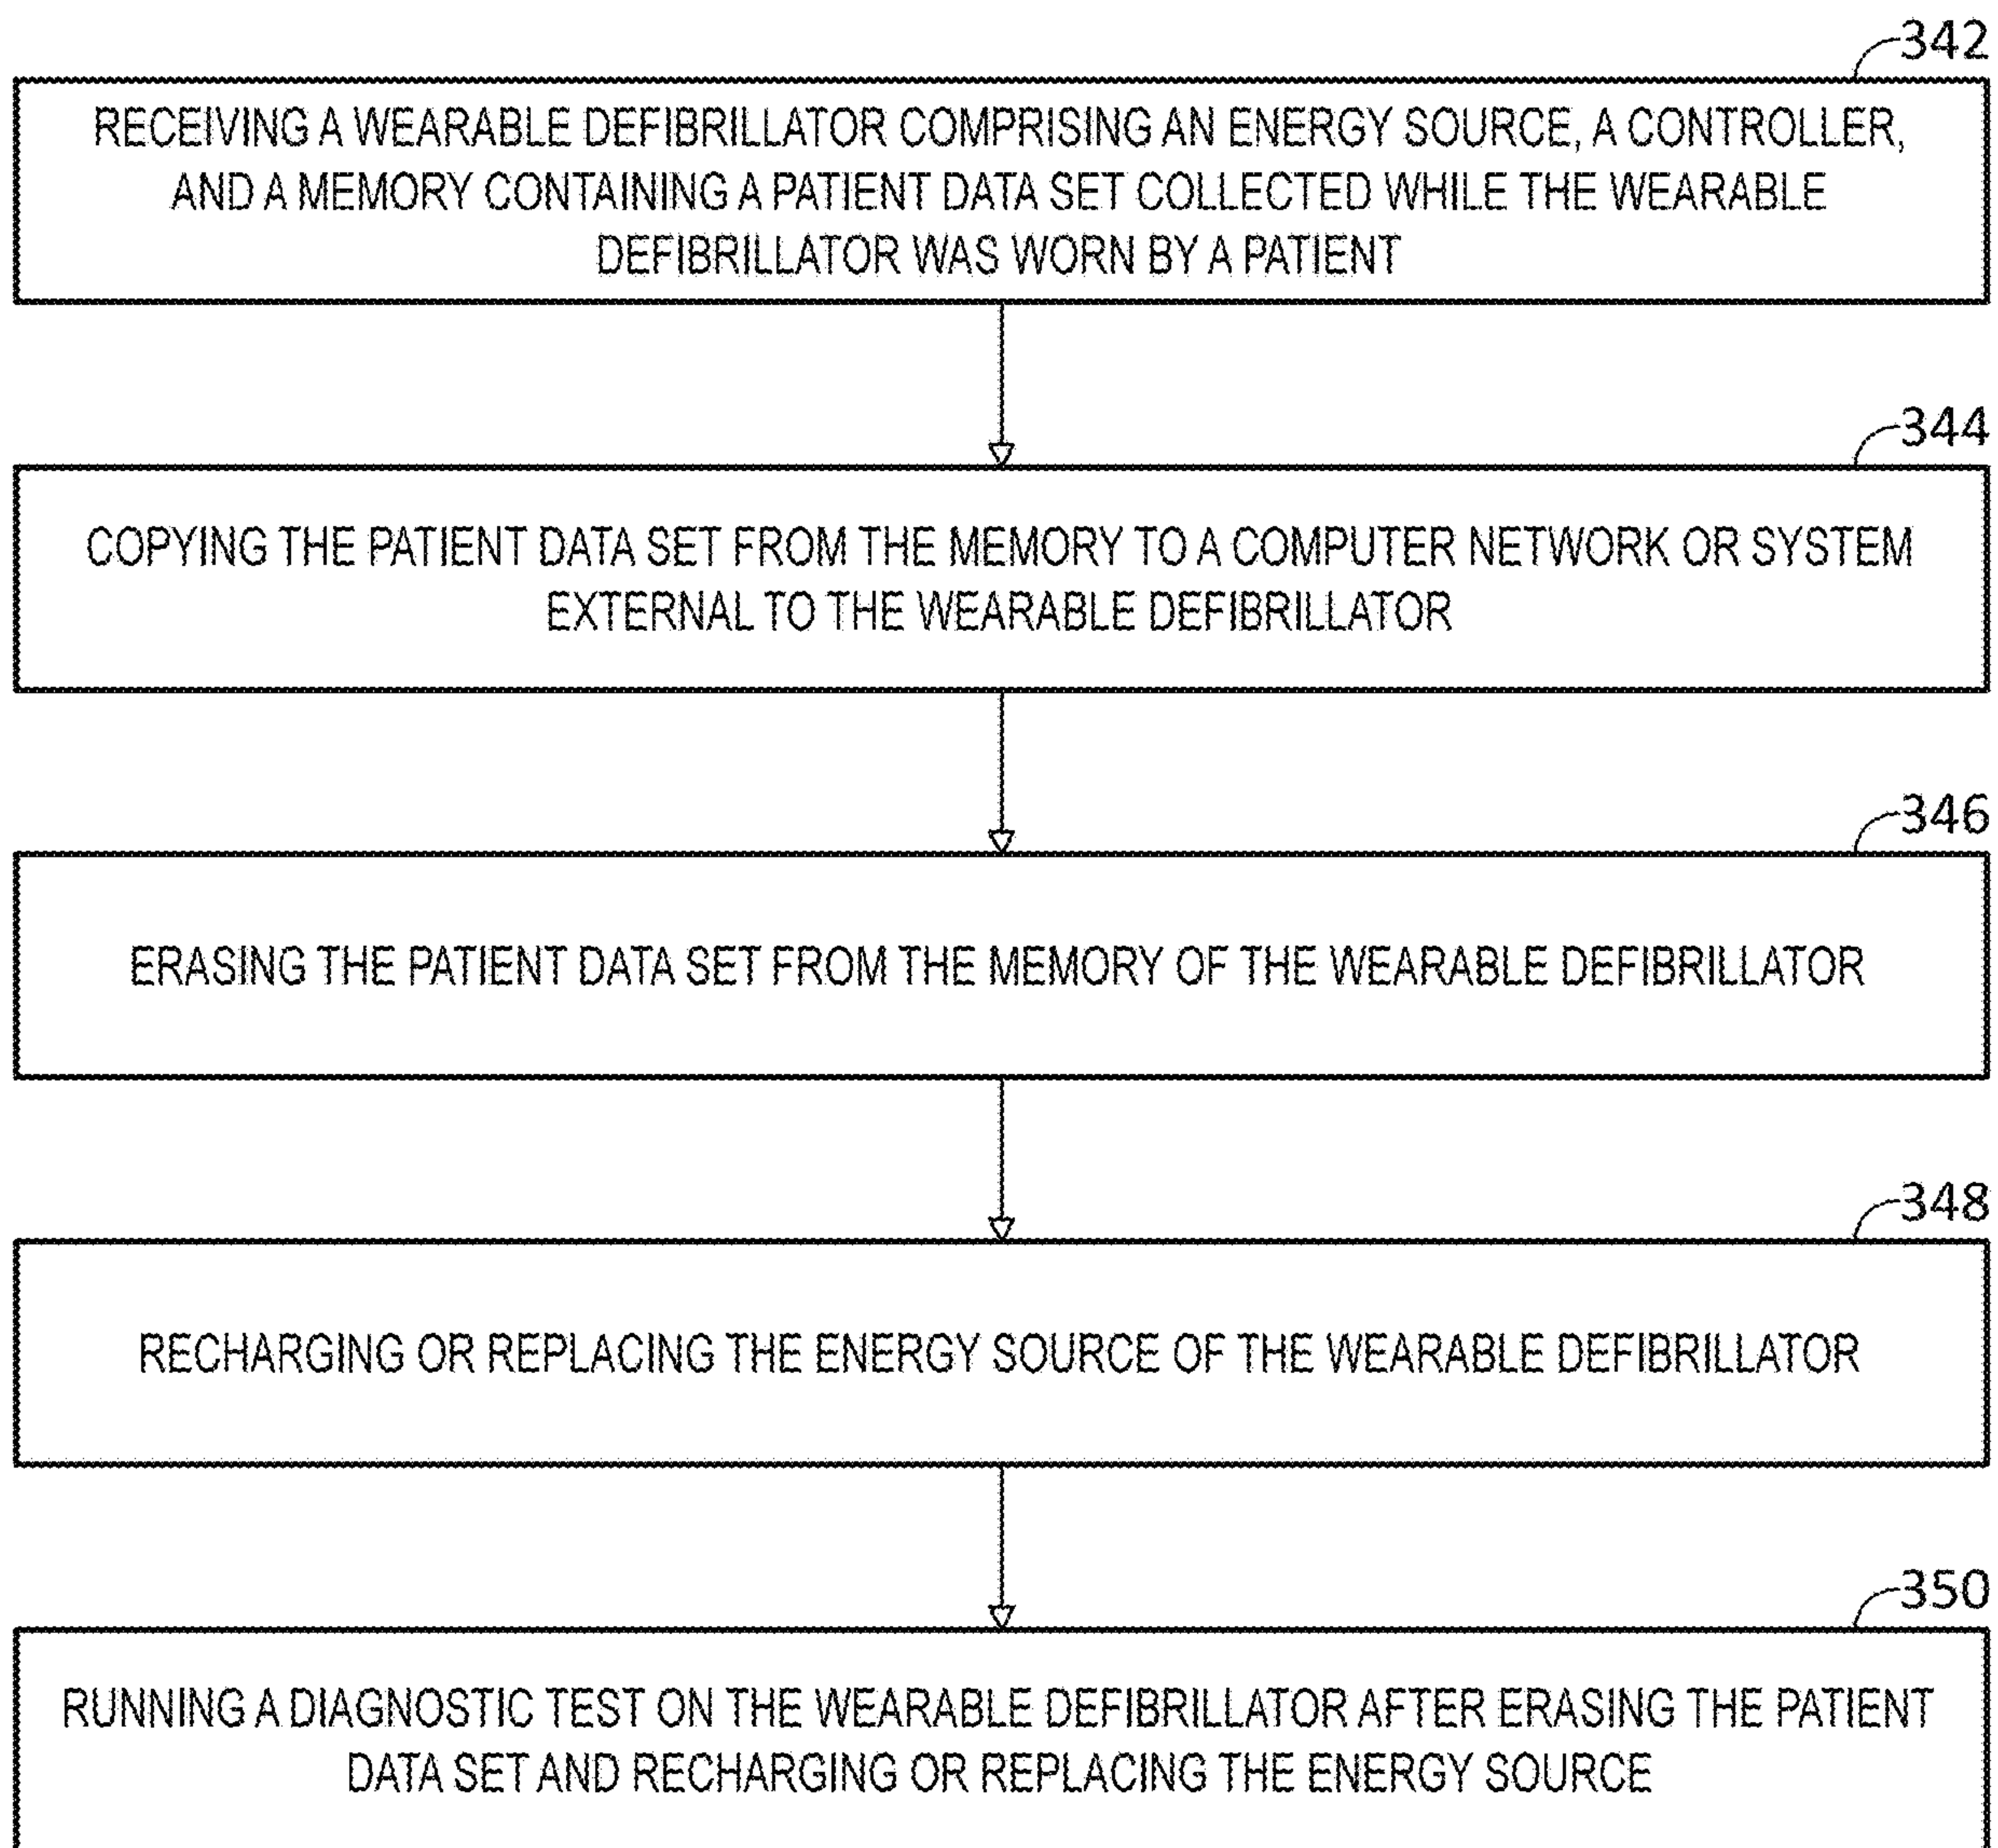 342
RECEIVING A WEARABLE DEFIBRILLATOR COMPRISING AN ENERGY SOURCE, A CONTROLLER,
AND A MEMORY CONTAINING A PATIENT DATA SET COLLECTED WHILE THE WEARABLE
DEFIBRILLATOR WAS WORN BY A PATIENT
344
COPYING THE PATIENT DATA SET FROM THE MEMORY TO A COMPUTER NETWORK OR SYSTEM
EXTERNAL TO THE WEARABLE DEFIBRILLATOR
346
ERASING THE PATIENT DATA SET FROM THE MEMORY OF THE WEARABLE DEFIBRILLATOR
348
RECHARGING OR REPLACING THE ENERGY SOURCE OF THE WEARABLE DEFIBRILLATOR
350
RUNNING A DIAGNOSTIC TEST ON THE WEARABLE DEFIBRILLATOR AFTER ERASING THE PATIENT
DATA SET AND RECHARGING OR REPLACING THE ENERGY SOURCE